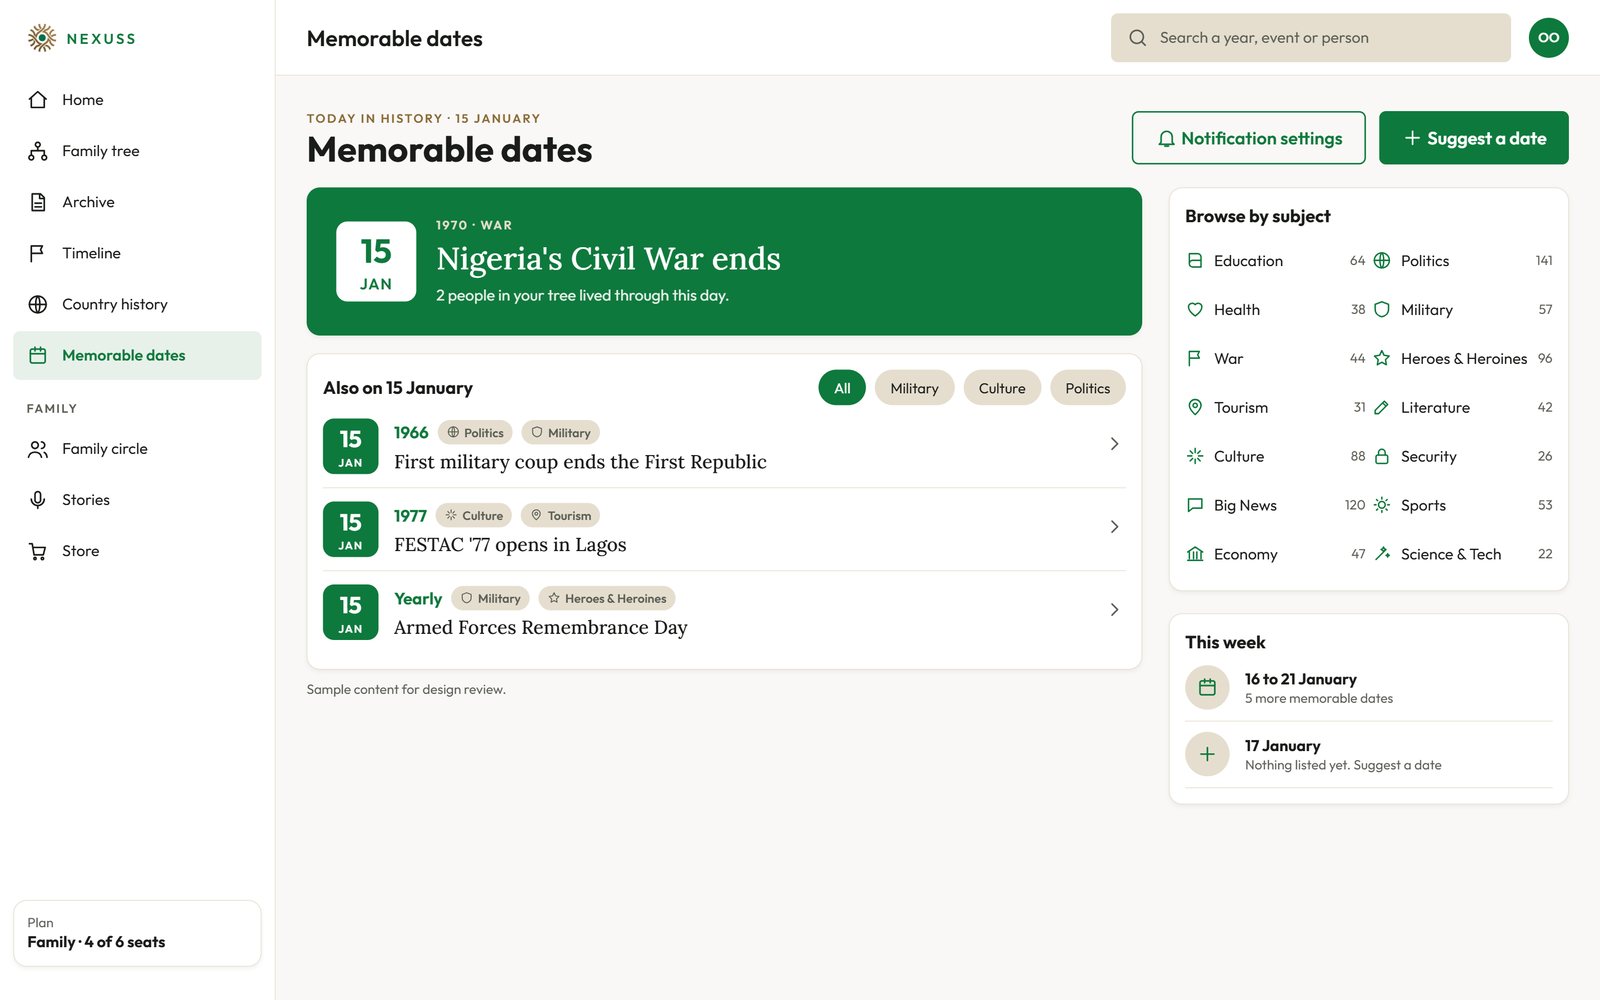 NEXUSS
Home
Family tree
Archive
Timeline
Country history
Memorable dates
FAMILY
Family circle
Stories
Store
Plan
Family · 4 of 6 seats
Memorable dates
Search a year, event or person
OO
TODAY IN HISTORY · 15 JANUARY
Memorable dates
Notification settings
Suggest a date
15
JAN
1970 · WAR
Nigeria's Civil War ends
2 people in your tree lived through this day.
Also on 15 January
All
Military
Culture
Politics
15
JAN
1966 Politics Military
First military coup ends the First Republic
15
JAN
1977 Culture Tourism
FESTAC '77 opens in Lagos
15
JAN
Yearly Military Heroes & Heroines
Armed Forces Remembrance Day
Sample content for design review.
Browse by subject
Education 64 Politics 141
Health 38 Military 57
War 44 Heroes & Heroines 96
Tourism 31 Literature 42
Culture 88 Security 26
Big News 120 Sports 53
Economy 47 Science & Tech 22
This week
16 to 21 January
5 more memorable dates
17 January
Nothing listed yet. Suggest a date